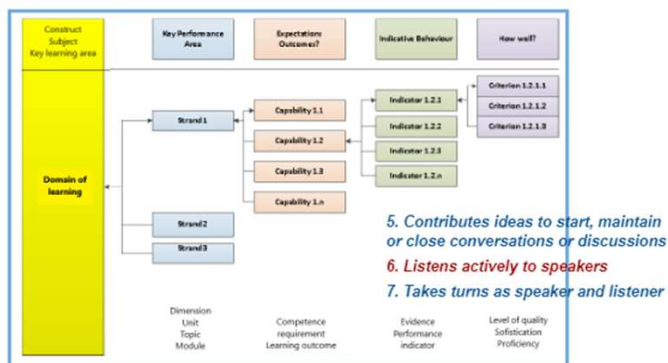 Construct
Subject
Key learning area
Key Performance
Area
Expectations
Outcomes?
Indicative Behaviour
How well?
Domain of
learning
Strand 1
Strand 2
Strand 3
Capability 1.1
Capability 1.2
Capability 1.3
Capability 1.n
Indicator 1.2.1
Indicator 1.2.2
Indicator 1.2.3
Indicator 1.2.n
Criterion 1.2.1.1
Criterion 1.2.1.2
Criterion 1.2.1.3
5. Contributes ideas to start, maintain
or close conversations or discussions
6. Listens actively to speakers
7. Takes turns as speaker and listener
Dimension
Unit
Topic
Module
Competence
requirement
Learning outcome
Evidence
Performance
indicator
Level of quality
Sofistication
Proficiency